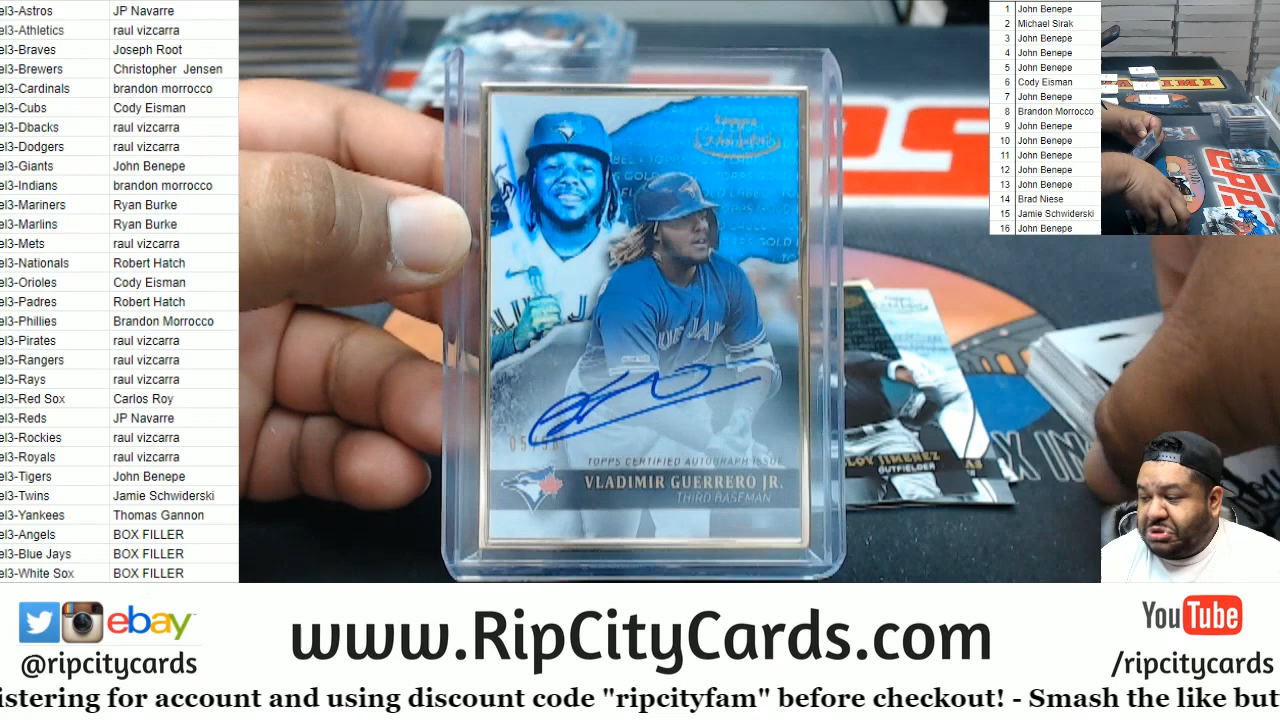 el3-Astros JP Navarre
el3-Athletics raul vizcarra
el3-Braves Joseph Root
el3-Brewers Christopher Jensen
el3-Cardinals brandon morrocco
el3-Cubs Cody Eisman
el3-Dbacks raul vizcarra
el3-Dodgers raul vizcarra
el3-Giants John Benepe
el3-Indians brandon morrocco
el3-Mariners Ryan Burke
el3-Marlins Ryan Burke
el3-Mets raul vizcarra
el3-Nationals Robert Hatch
el3-Orioles Cody Eisman
el3-Padres Robert Hatch
el3-Phillies Brandon Morrocco
el3-Pirates raul vizcarra
el3-Rangers raul vizcarra
el3-Rays raul vizcarra
el3-Red Sox Carlos Roy
el3-Reds JP Navarre
el3-Rockies raul vizcarra
el3-Royals raul vizcarra
el3-Tigers John Benepe
el3-Twins Jamie Schwiderski
el3-Yankees Thomas Gannon
el3-Angels BOX FILLER
el3-Blue Jays BOX FILLER
el3-White Sox BOX FILLER
1 John Benepe
2 Michael Sirak
3 John Benepe
4 John Benepe
5 John Benepe
6 Cody Eisman
7 John Benepe
8 Brandon Morrocco
9 John Benepe
10 John Benepe
11 John Benepe
12 John Benepe
13 John Benepe
14 Brad Niese
15 Jamie Schwiderski
16 John Benepe
TOPPS CERTIFIED AUTOGRAPH ISSUE
VLADIMIR GUERRERO JR.
THIRD BASEMAN
LOY JIMENEZ
OUTFIELDER
ebay
@ripcitycards
www.RipCityCards.com
YouTube
/ripcitycards
istering for account and using discount code "ripcityfam" before checkout! - Smash the like but